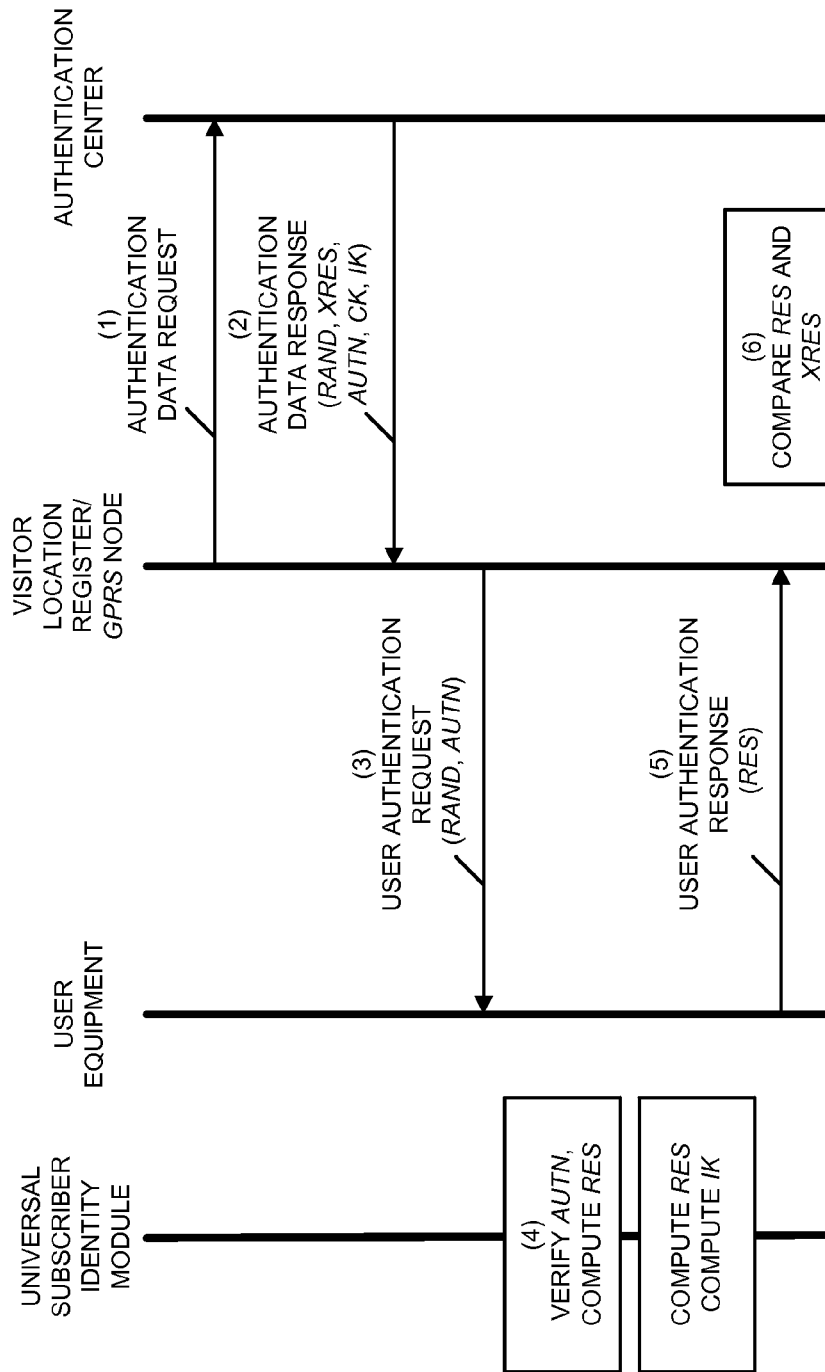 UNIVERSAL
SUBSCRIBER
IDENTITY
MODULE
USER
EQUIPMENT
VISITOR
LOCATION
REGISTER/
GPRS NODE
AUTHENTICATION
CENTER
(1)
AUTHENTICATION
DATA REQUEST
(2)
AUTHENTICATION
DATA RESPONSE
(RAND, XRES,
AUTN, CK, IK)
(3)
USER AUTHENTICATION
REQUEST
(RAND, AUTN)
(4)
VERIFY AUTN,
COMPUTE RES
COMPUTE RES
COMPUTE IK
(5)
USER AUTHENTICATION
RESPONSE
(RES)
(6)
COMPARE RES AND
XRES